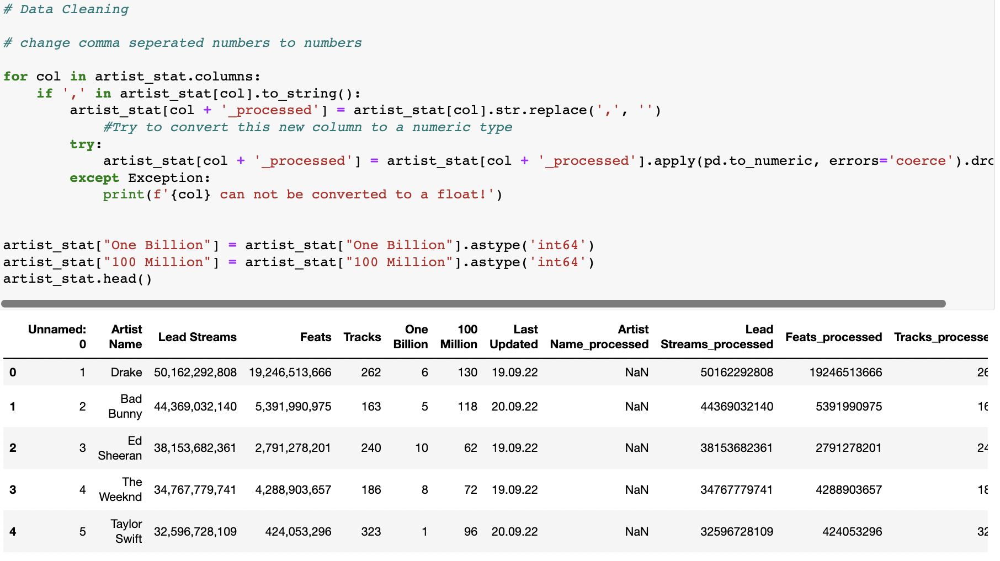 # Data Cleaning
# change comma seperated numbers to numbers
for col in artist_stat.columns:
    if ',' in artist_stat[col].to_string():
        artist_stat[col + '_processed'] = artist_stat[col].str.replace(',', '')
            #Try to convert this new column to a numeric type
        try:
            artist_stat[col + '_processed'] = artist_stat[col + '_processed'].apply(pd.to_numeric, errors='coerce').drc
        except Exception:
            print(f'{col} can not be converted to a float!')
artist_stat["One Billion"] = artist_stat["One Billion"].astype('int64')
artist_stat["100 Million"] = artist_stat["100 Million"].astype('int64')
artist_stat.head()
Unnamed: 0 Artist Name Lead Streams Feats Tracks One Billion 100 Million Last Updated Artist Name_processed Lead Streams_processed Feats_processed Tracks_processe
0 1 Drake 50,162,292,808 19,246,513,666 262 6 130 19.09.22 NaN 50162292808 19246513666 26
1 2 Bad Bunny 44,369,032,140 5,391,990,975 163 5 118 20.09.22 NaN 44369032140 5391990975 16
2 3 Ed Sheeran 38,153,682,361 2,791,278,201 240 10 62 19.09.22 NaN 38153682361 2791278201 24
3 4 The Weeknd 34,767,779,741 4,288,903,657 186 8 72 19.09.22 NaN 34767779741 4288903657 18
4 5 Taylor Swift 32,596,728,109 424,053,296 323 1 96 20.09.22 NaN 32596728109 424053296 32